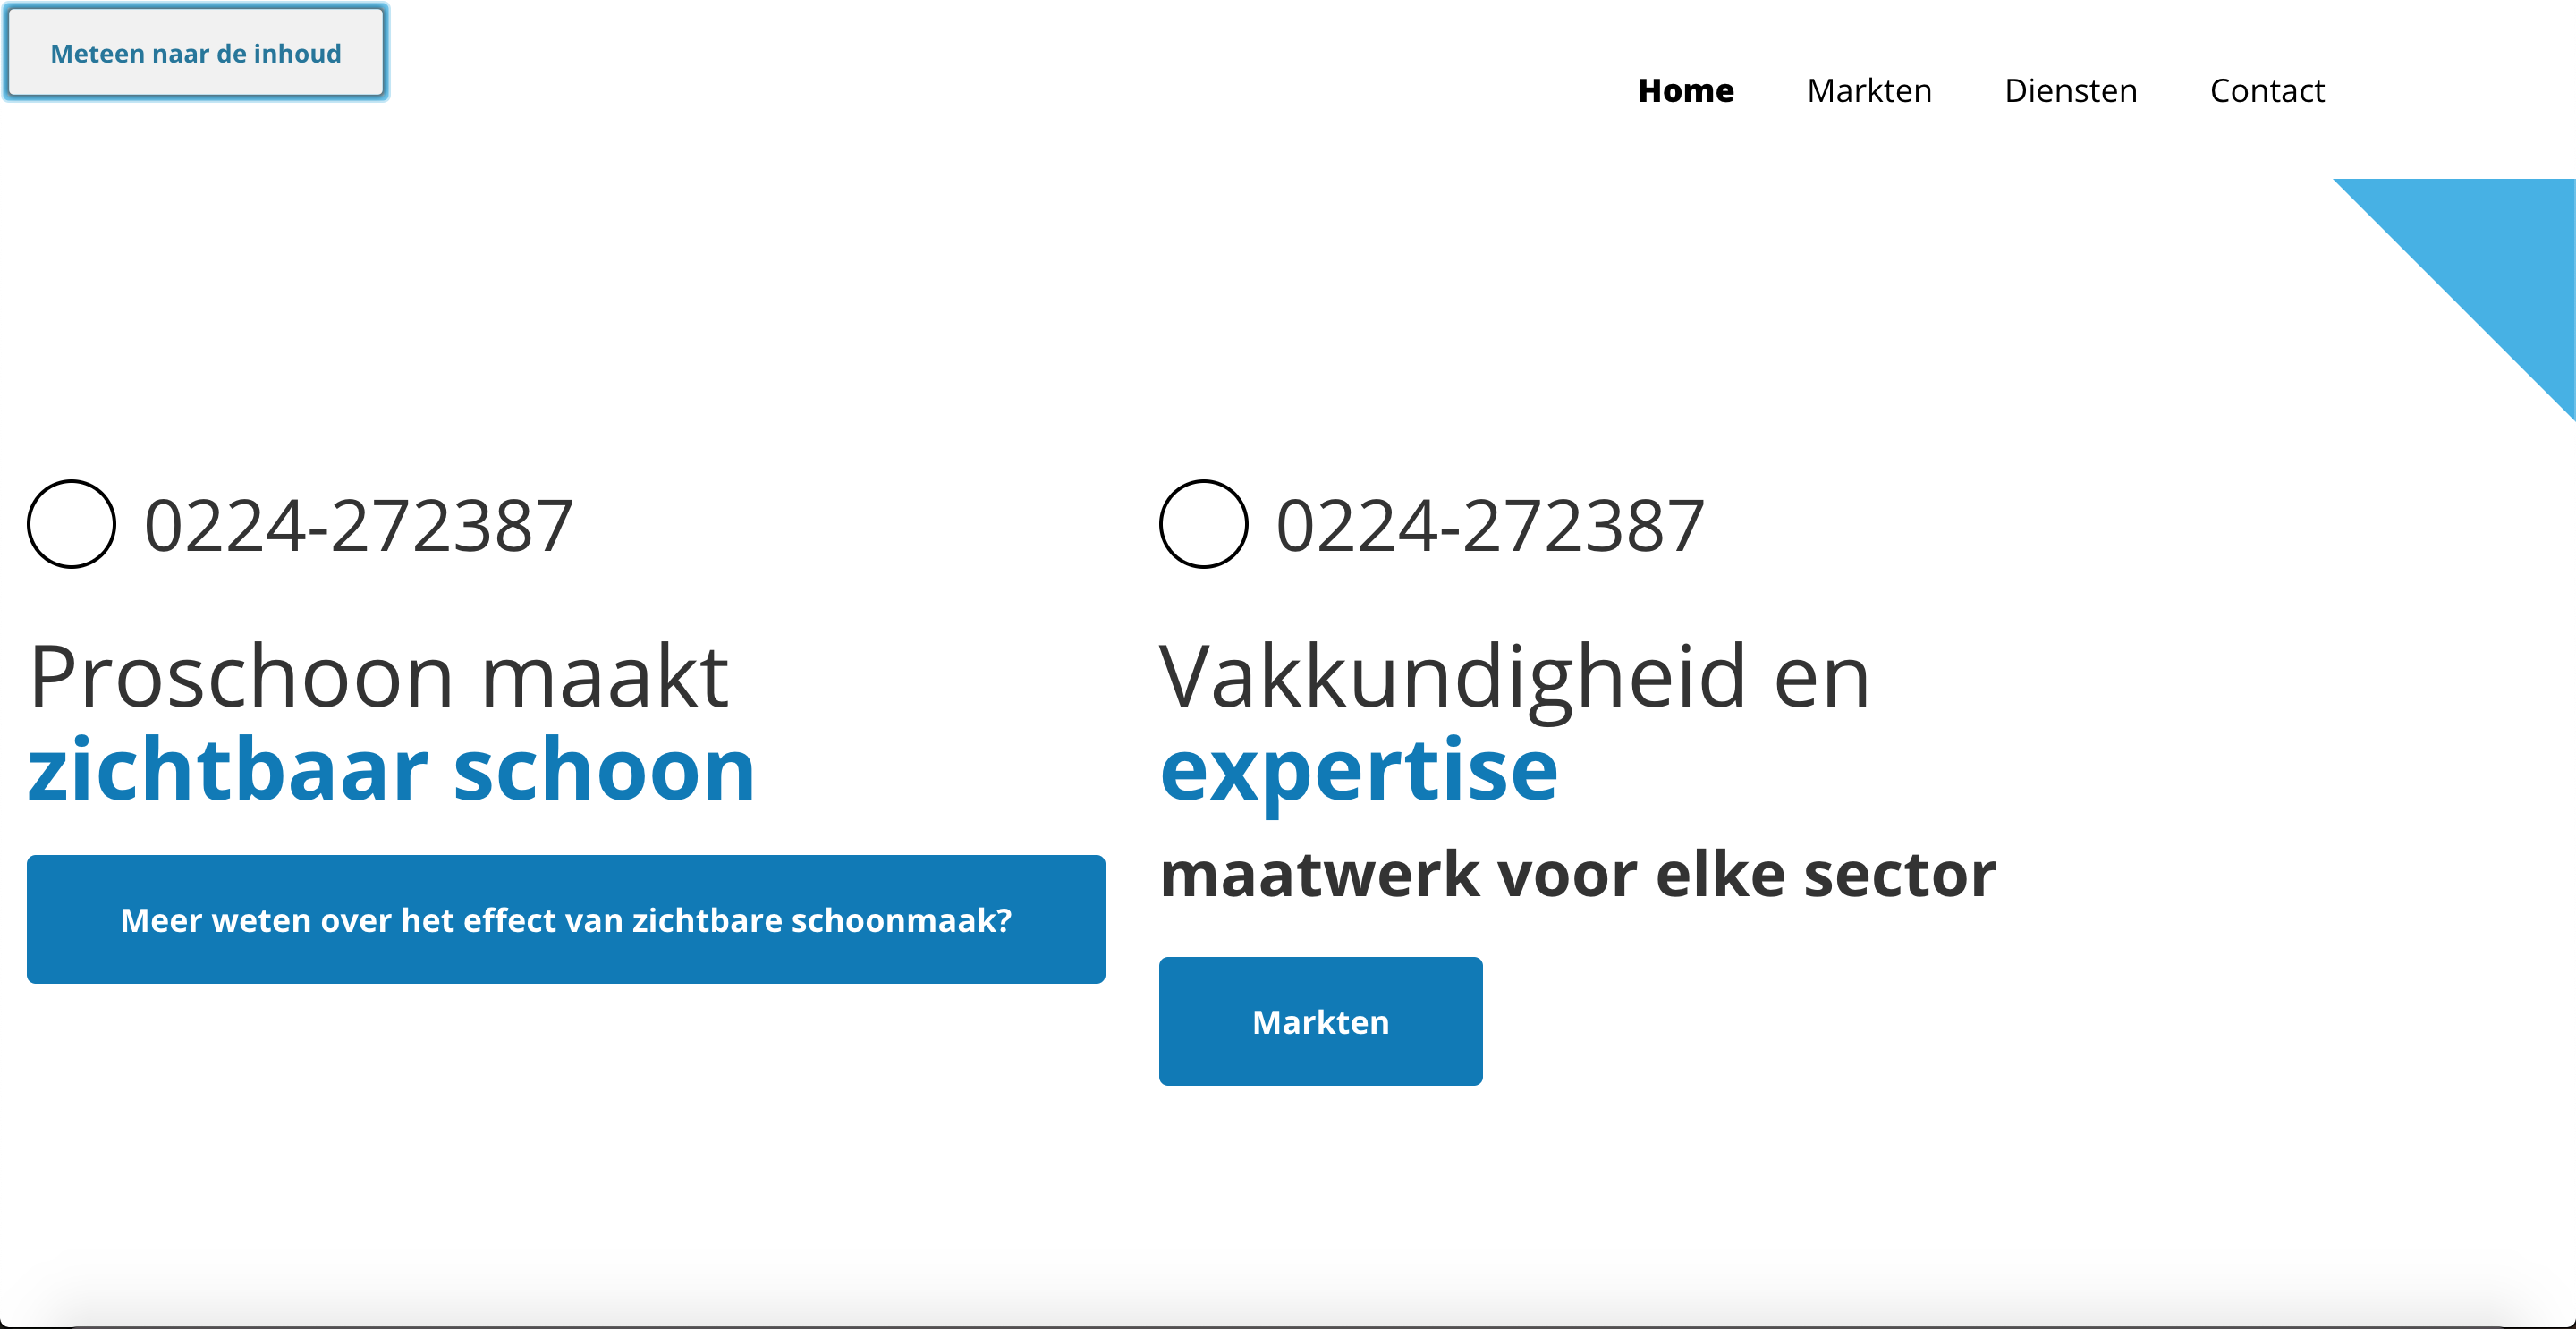 Meteen naar de inhoud
Home Markten Diensten Contact
0224-272387
Proschoon maakt
zichtbaar schoon
Meer weten over het effect van zichtbare schoonmaak?
0224-272387
Vakkundigheid en
expertise
maatwerk voor elke sector
Markten